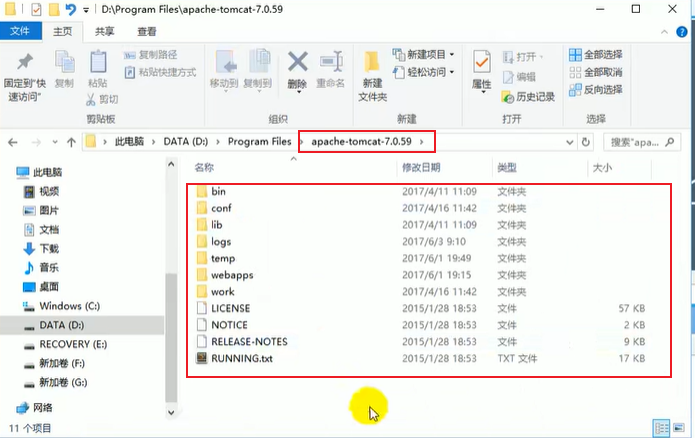 D:\Program Files\apache-tomcat-7.0.59
文件 主页 共享 查看
固定到"快速访问" 复制 粘贴 复制路径 粘贴快捷方式 剪切 移动到 复制到 删除 重命名 新建文件夹 新建项目 轻松访问 属性 打开 编辑 历史记录 全部选择 全部取消 反向选择
剪贴板 组织 新建 打开 选择
此电脑 DATA (D:) Program Files apache-tomcat-7.0.59 搜索"apa...
名称 修改日期 类型 大小
此电脑
视频
图片
文档
下载
音乐
桌面
Windows (C:)
DATA (D:)
RECOVERY (E:)
新加卷 (F:)
新加卷 (G:)
网络
bin 2017/4/11 11:09 文件夹
conf 2017/4/16 11:42 文件夹
lib 2017/4/11 11:09 文件夹
logs 2017/6/3 9:10 文件夹
temp 2017/6/1 19:49 文件夹
webapps 2017/6/1 19:15 文件夹
work 2017/4/16 11:42 文件夹
LICENSE 2015/1/28 18:53 文件 57 KB
NOTICE 2015/1/28 18:53 文件 2 KB
RELEASE-NOTES 2015/1/28 18:53 文件 9 KB
RUNNING.txt 2015/1/28 18:53 TXT 文件 17 KB
11 个项目